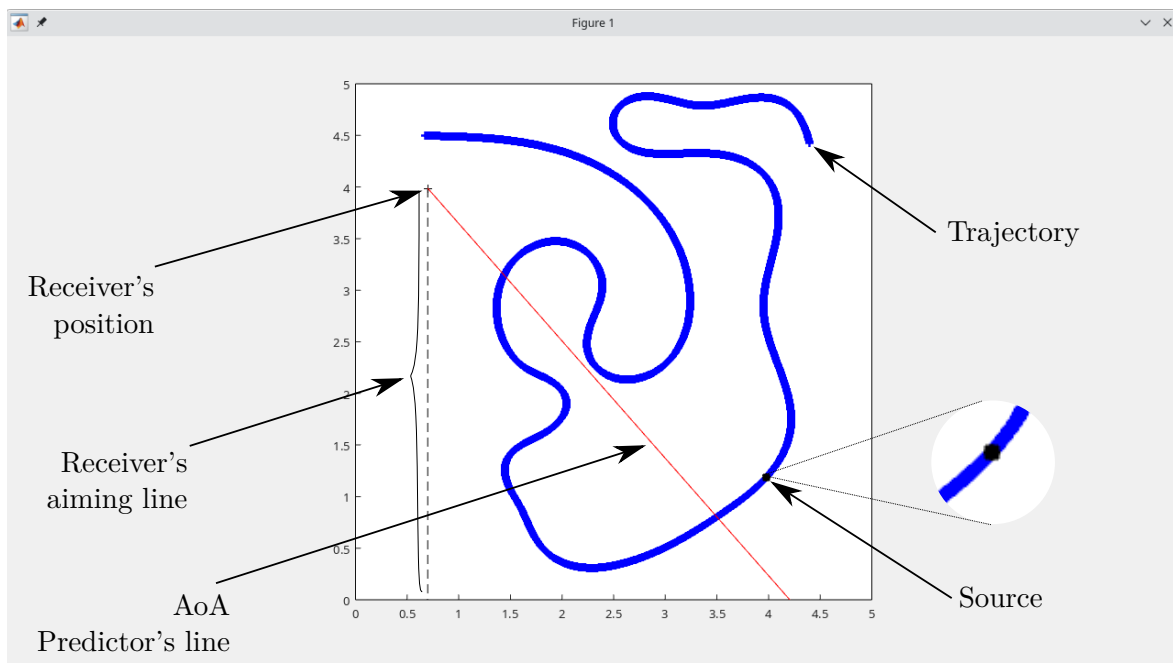 Figure 1
5
4.5
4
3.5
3
2.5
2
1.5
1
0.5
0
0
0.5
1
1.5
2
2.5
3
3.5
4
4.5
5
Trajectory
Receiver's
position
Receiver's
aiming line
AoA
Predictor's line
Source